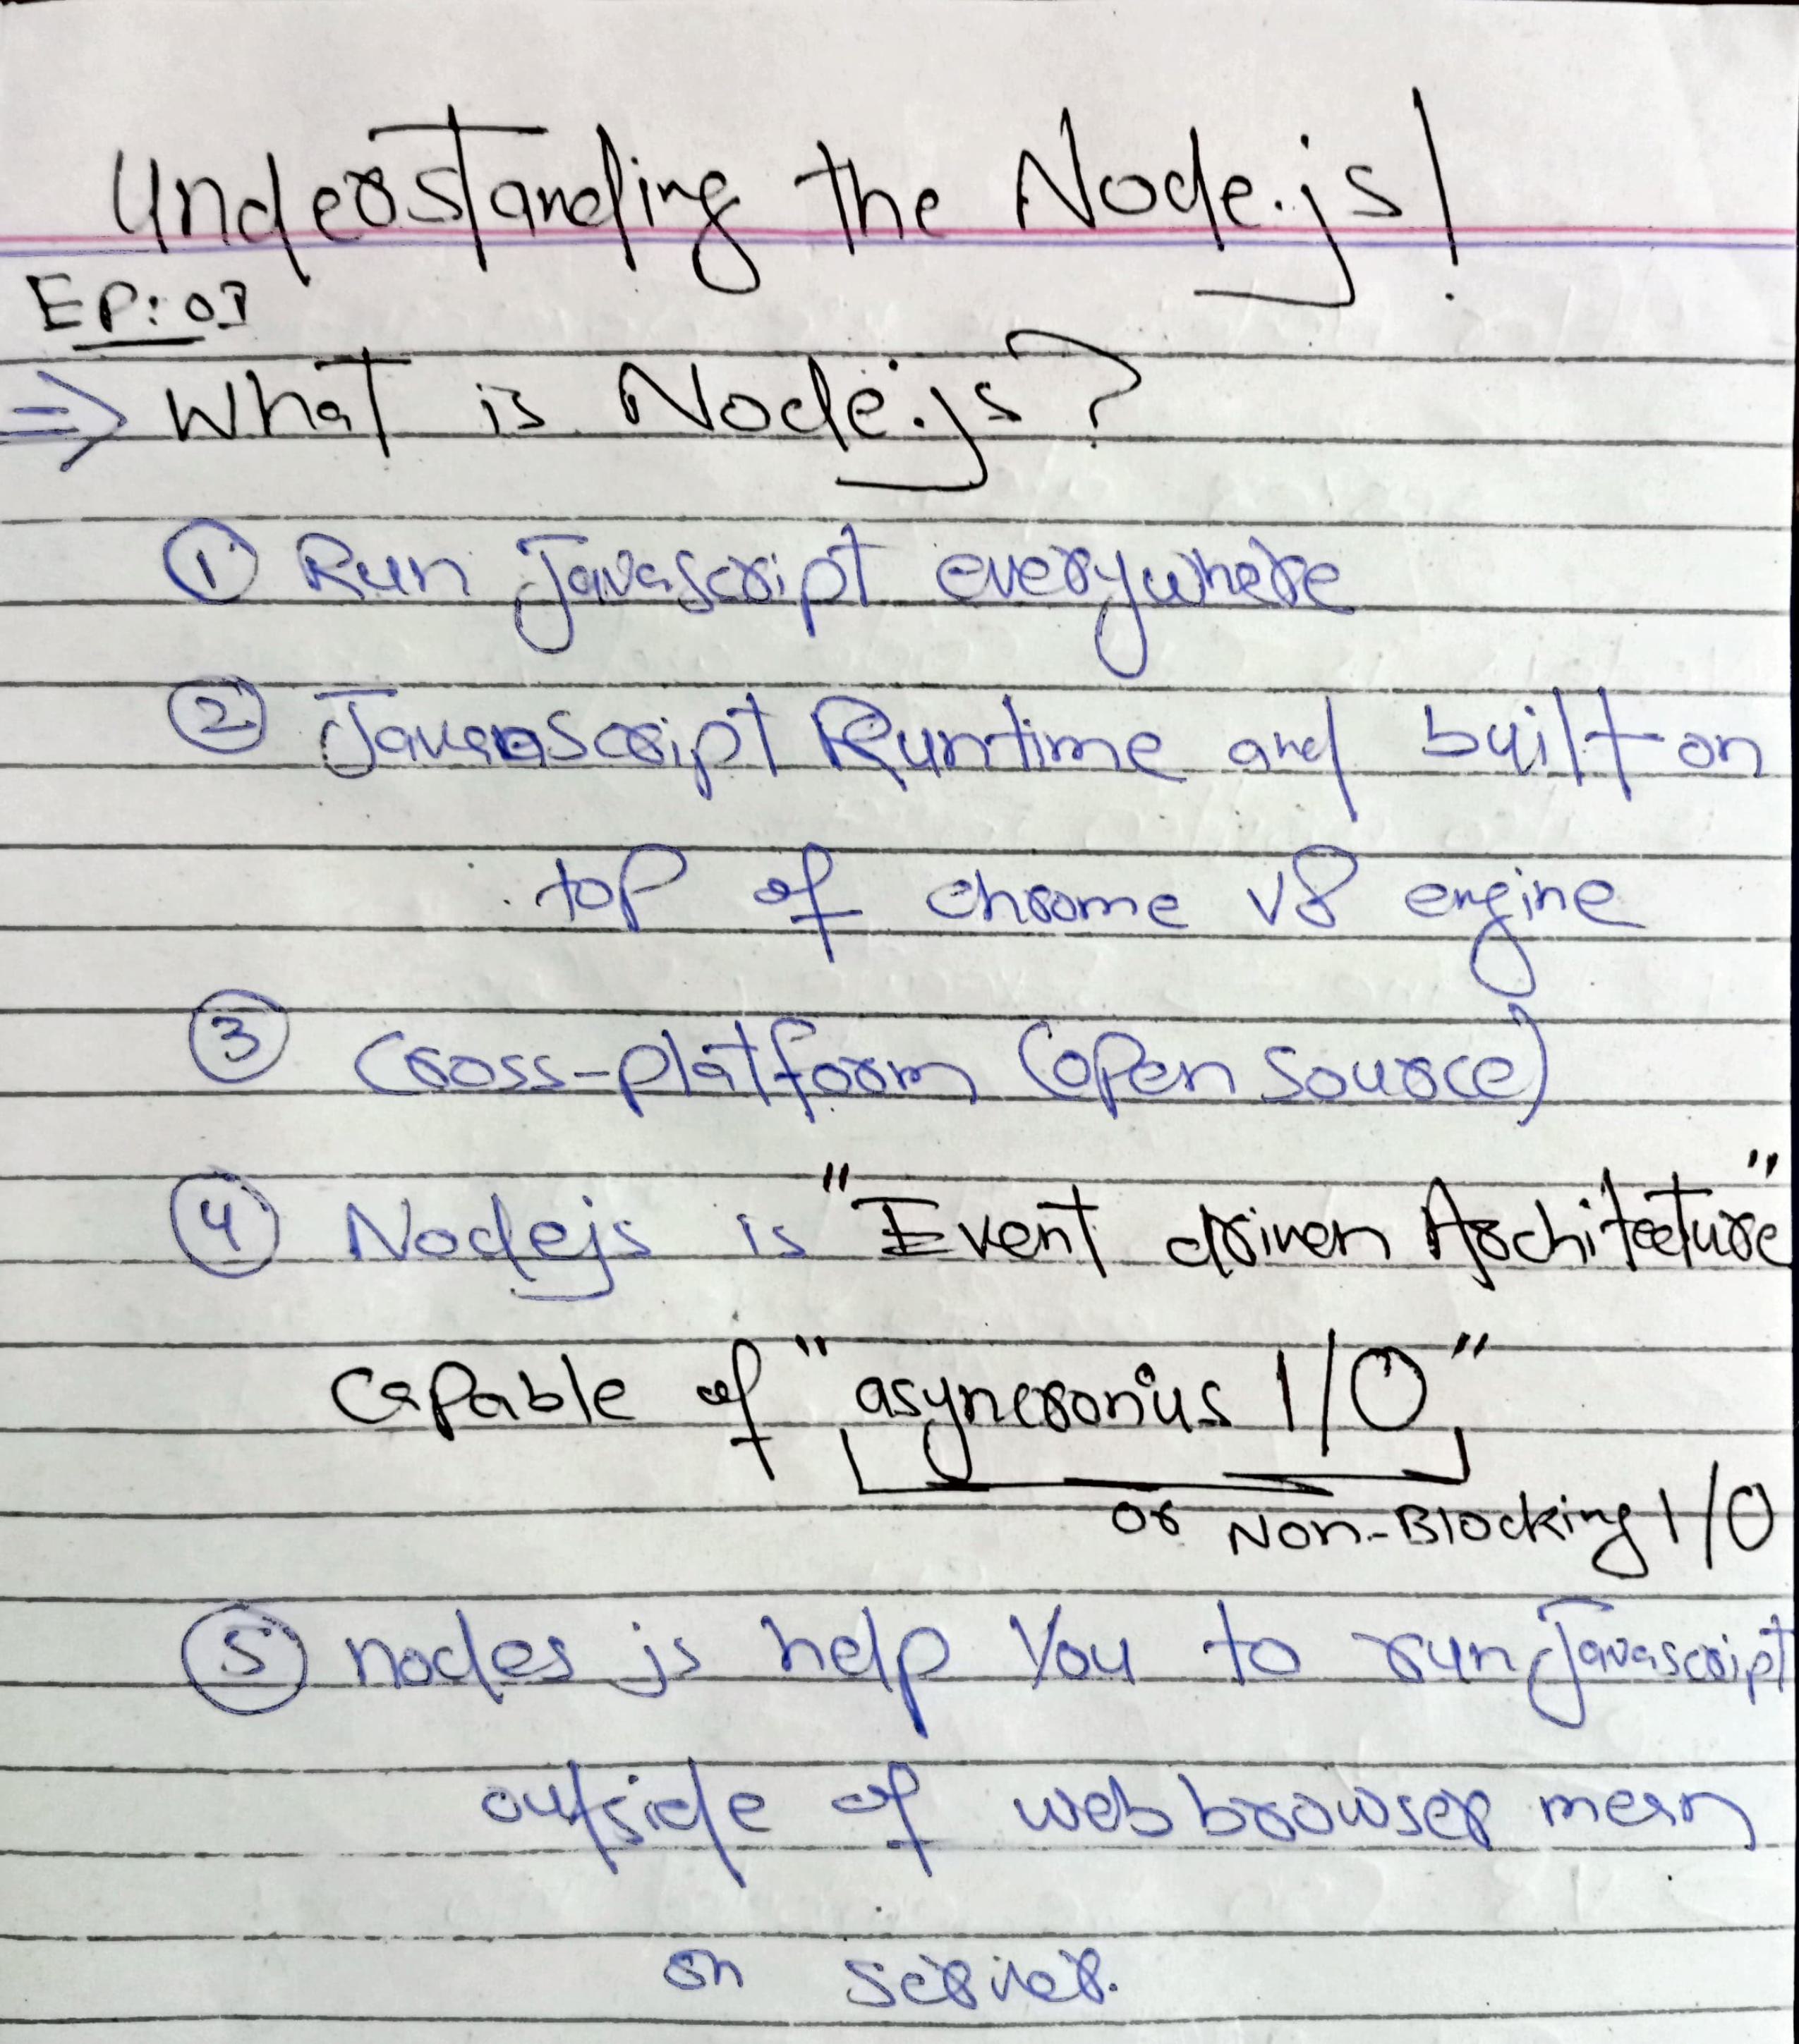 Understanding the Node.js!
EP:01
⇒ What is Node.js?
① Run Javascript everywhere
② Javascript Runtime and built on
top of chrome v8 engine
③ Cross-platform (open source)
④ Nodejs is "Event driven Architecture"
Capable of "asyncronius I/O"
or Non-Blocking I/O
⑤ nodes js help You to run Javascript
outside of web browser mean
on server.